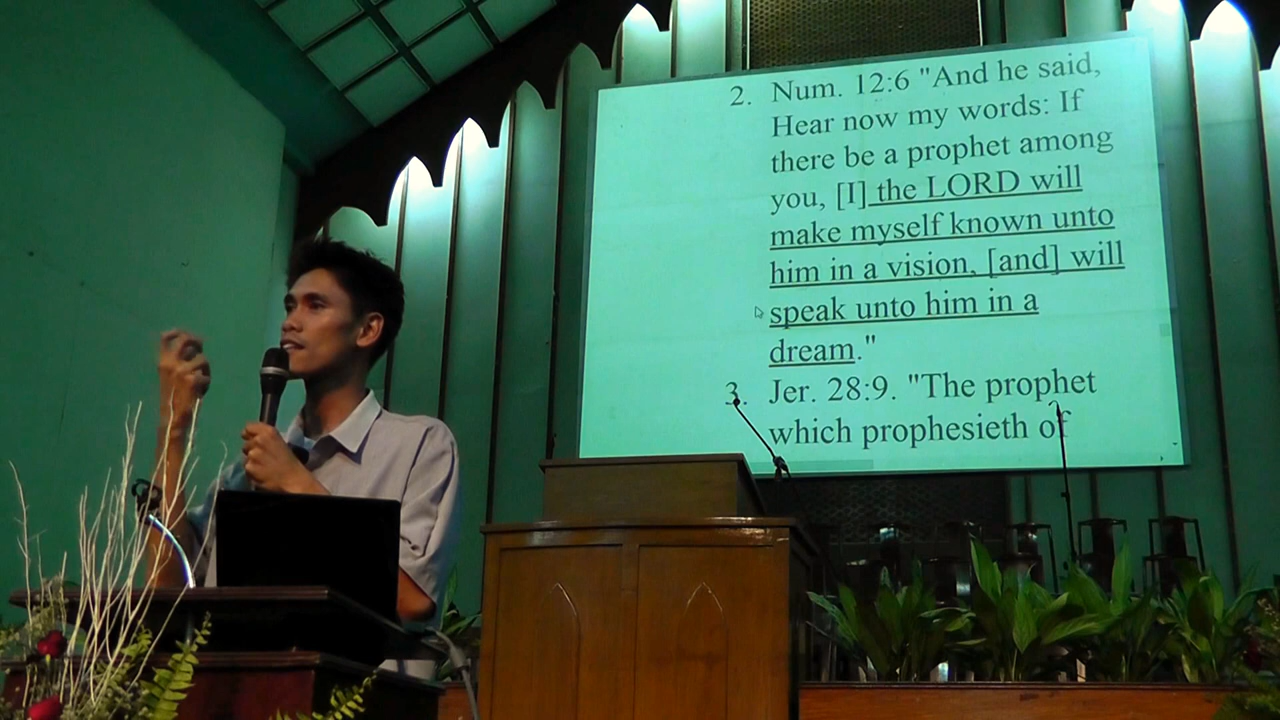 2. Num. 12:6 "And he said,
Hear now my words: If
there be a prophet among
you, [I] the LORD will
make myself known unto
him in a vision, [and] will
speak unto him in a
dream."
3. Jer. 28:9. "The prophet
which prophesieth of